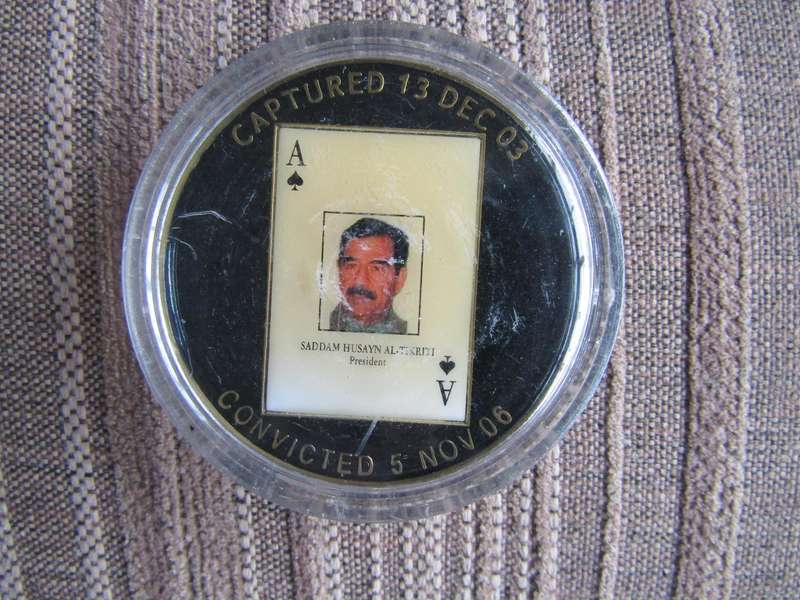 CAPTURED 13 DEC 03
A
SADDAM HUSAYN AL-TIKRITI
President
A
CONVICTED 5 NOV 06